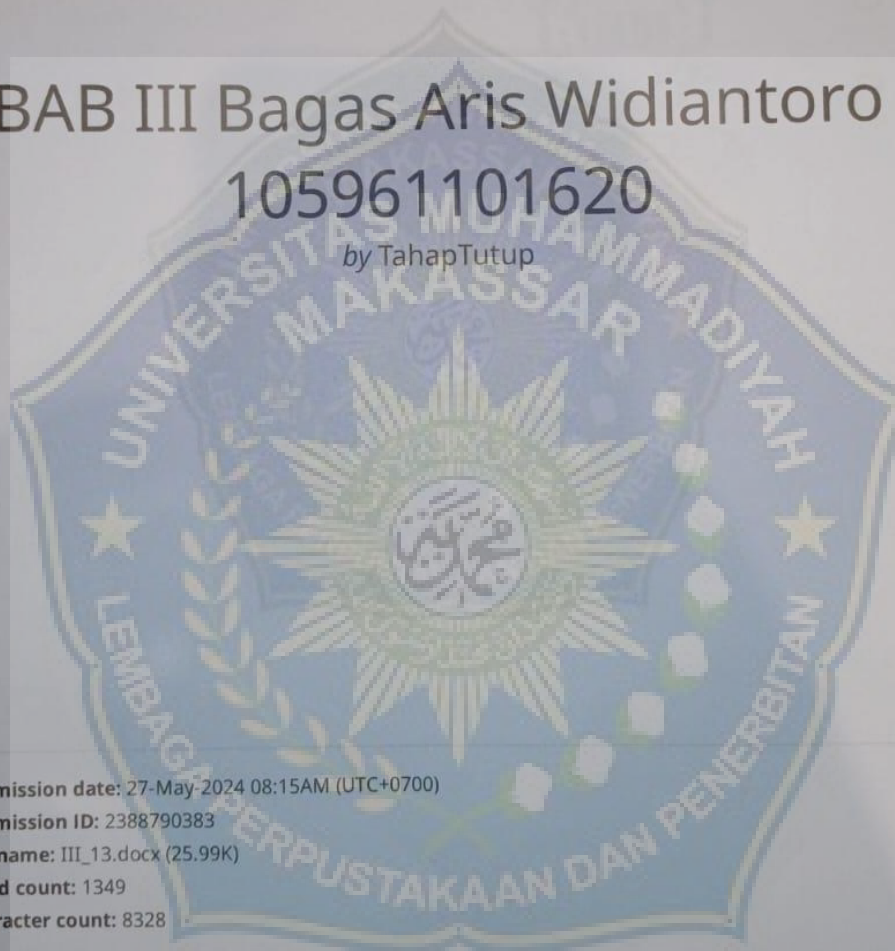 BAB III Bagas Aris Widiantoro
105961101620
by TahapTutup
UNIVERSITAS MUHAMMADIYAH
MAKASSAR
LEMBAGA PERPUSTAKAAN DAN PENERBITAN
mission date: 27-May-2024 08:15AM (UTC+0700)
mission ID: 2388790383
name: III_13.docx (25.99K)
d count: 1349
racter count: 8328